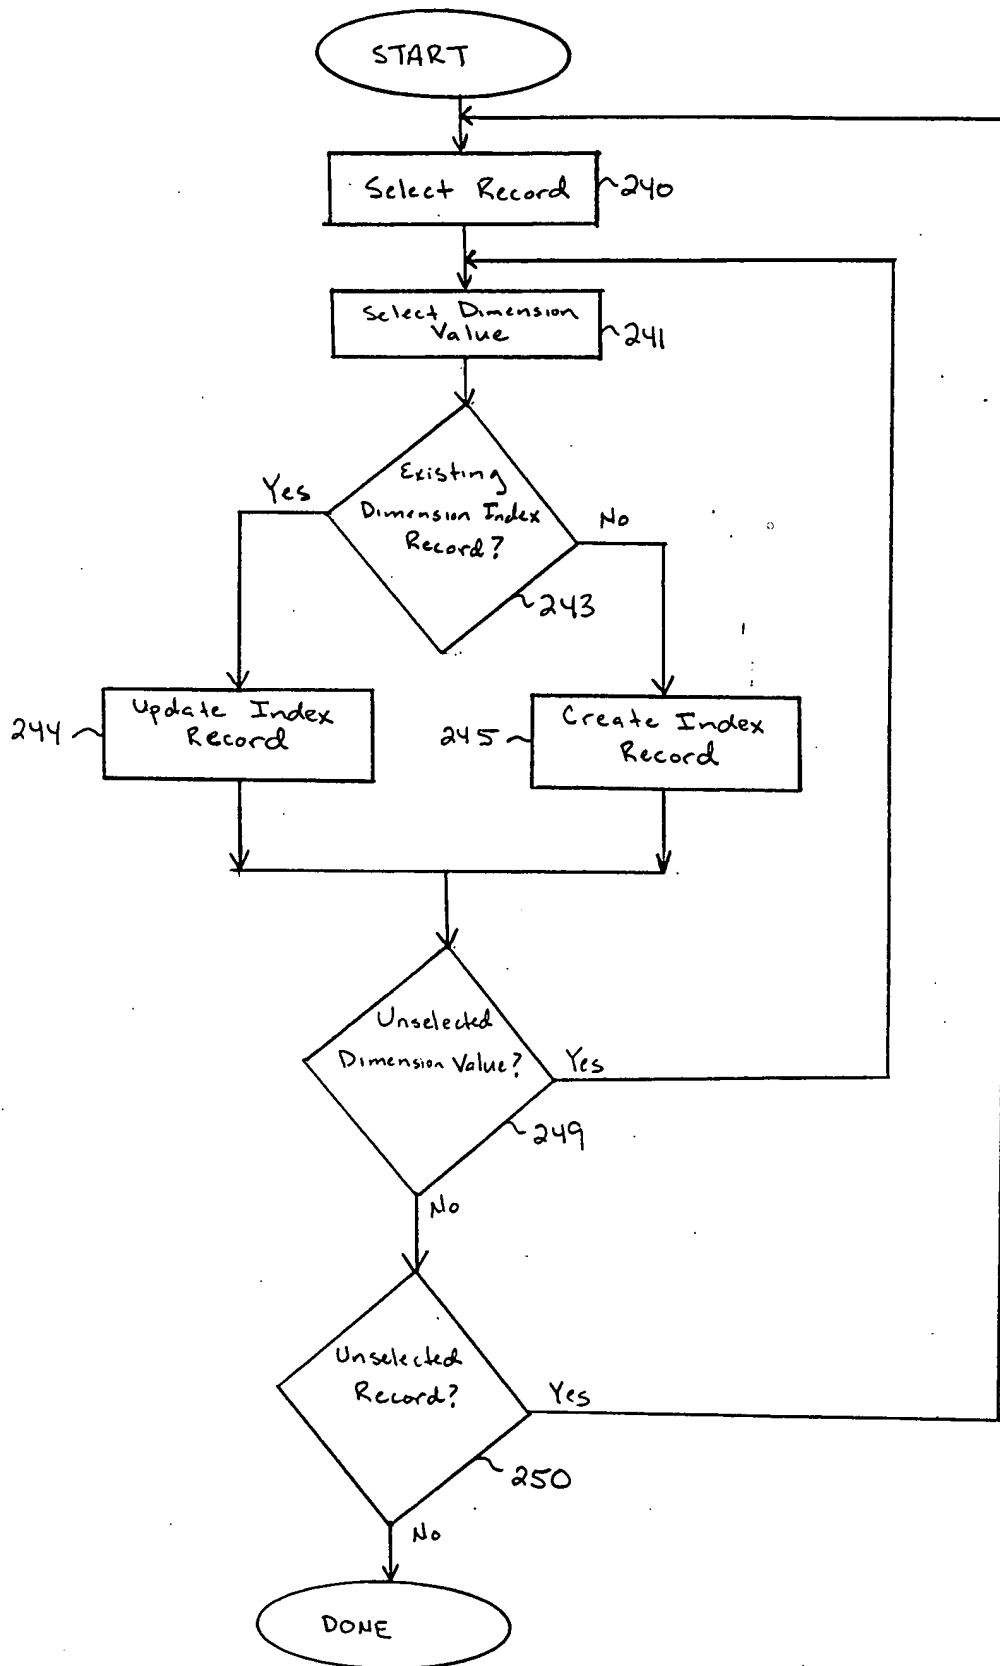 START
Select Record
240
Select Dimension
Value
241
Existing
Dimension Index
Record?
Yes
No
243
Update Index
Record
244
Create Index
Record
245
Unselected
Dimension Value?
Yes
249
No
Unselected
Record?
Yes
250
No
DONE